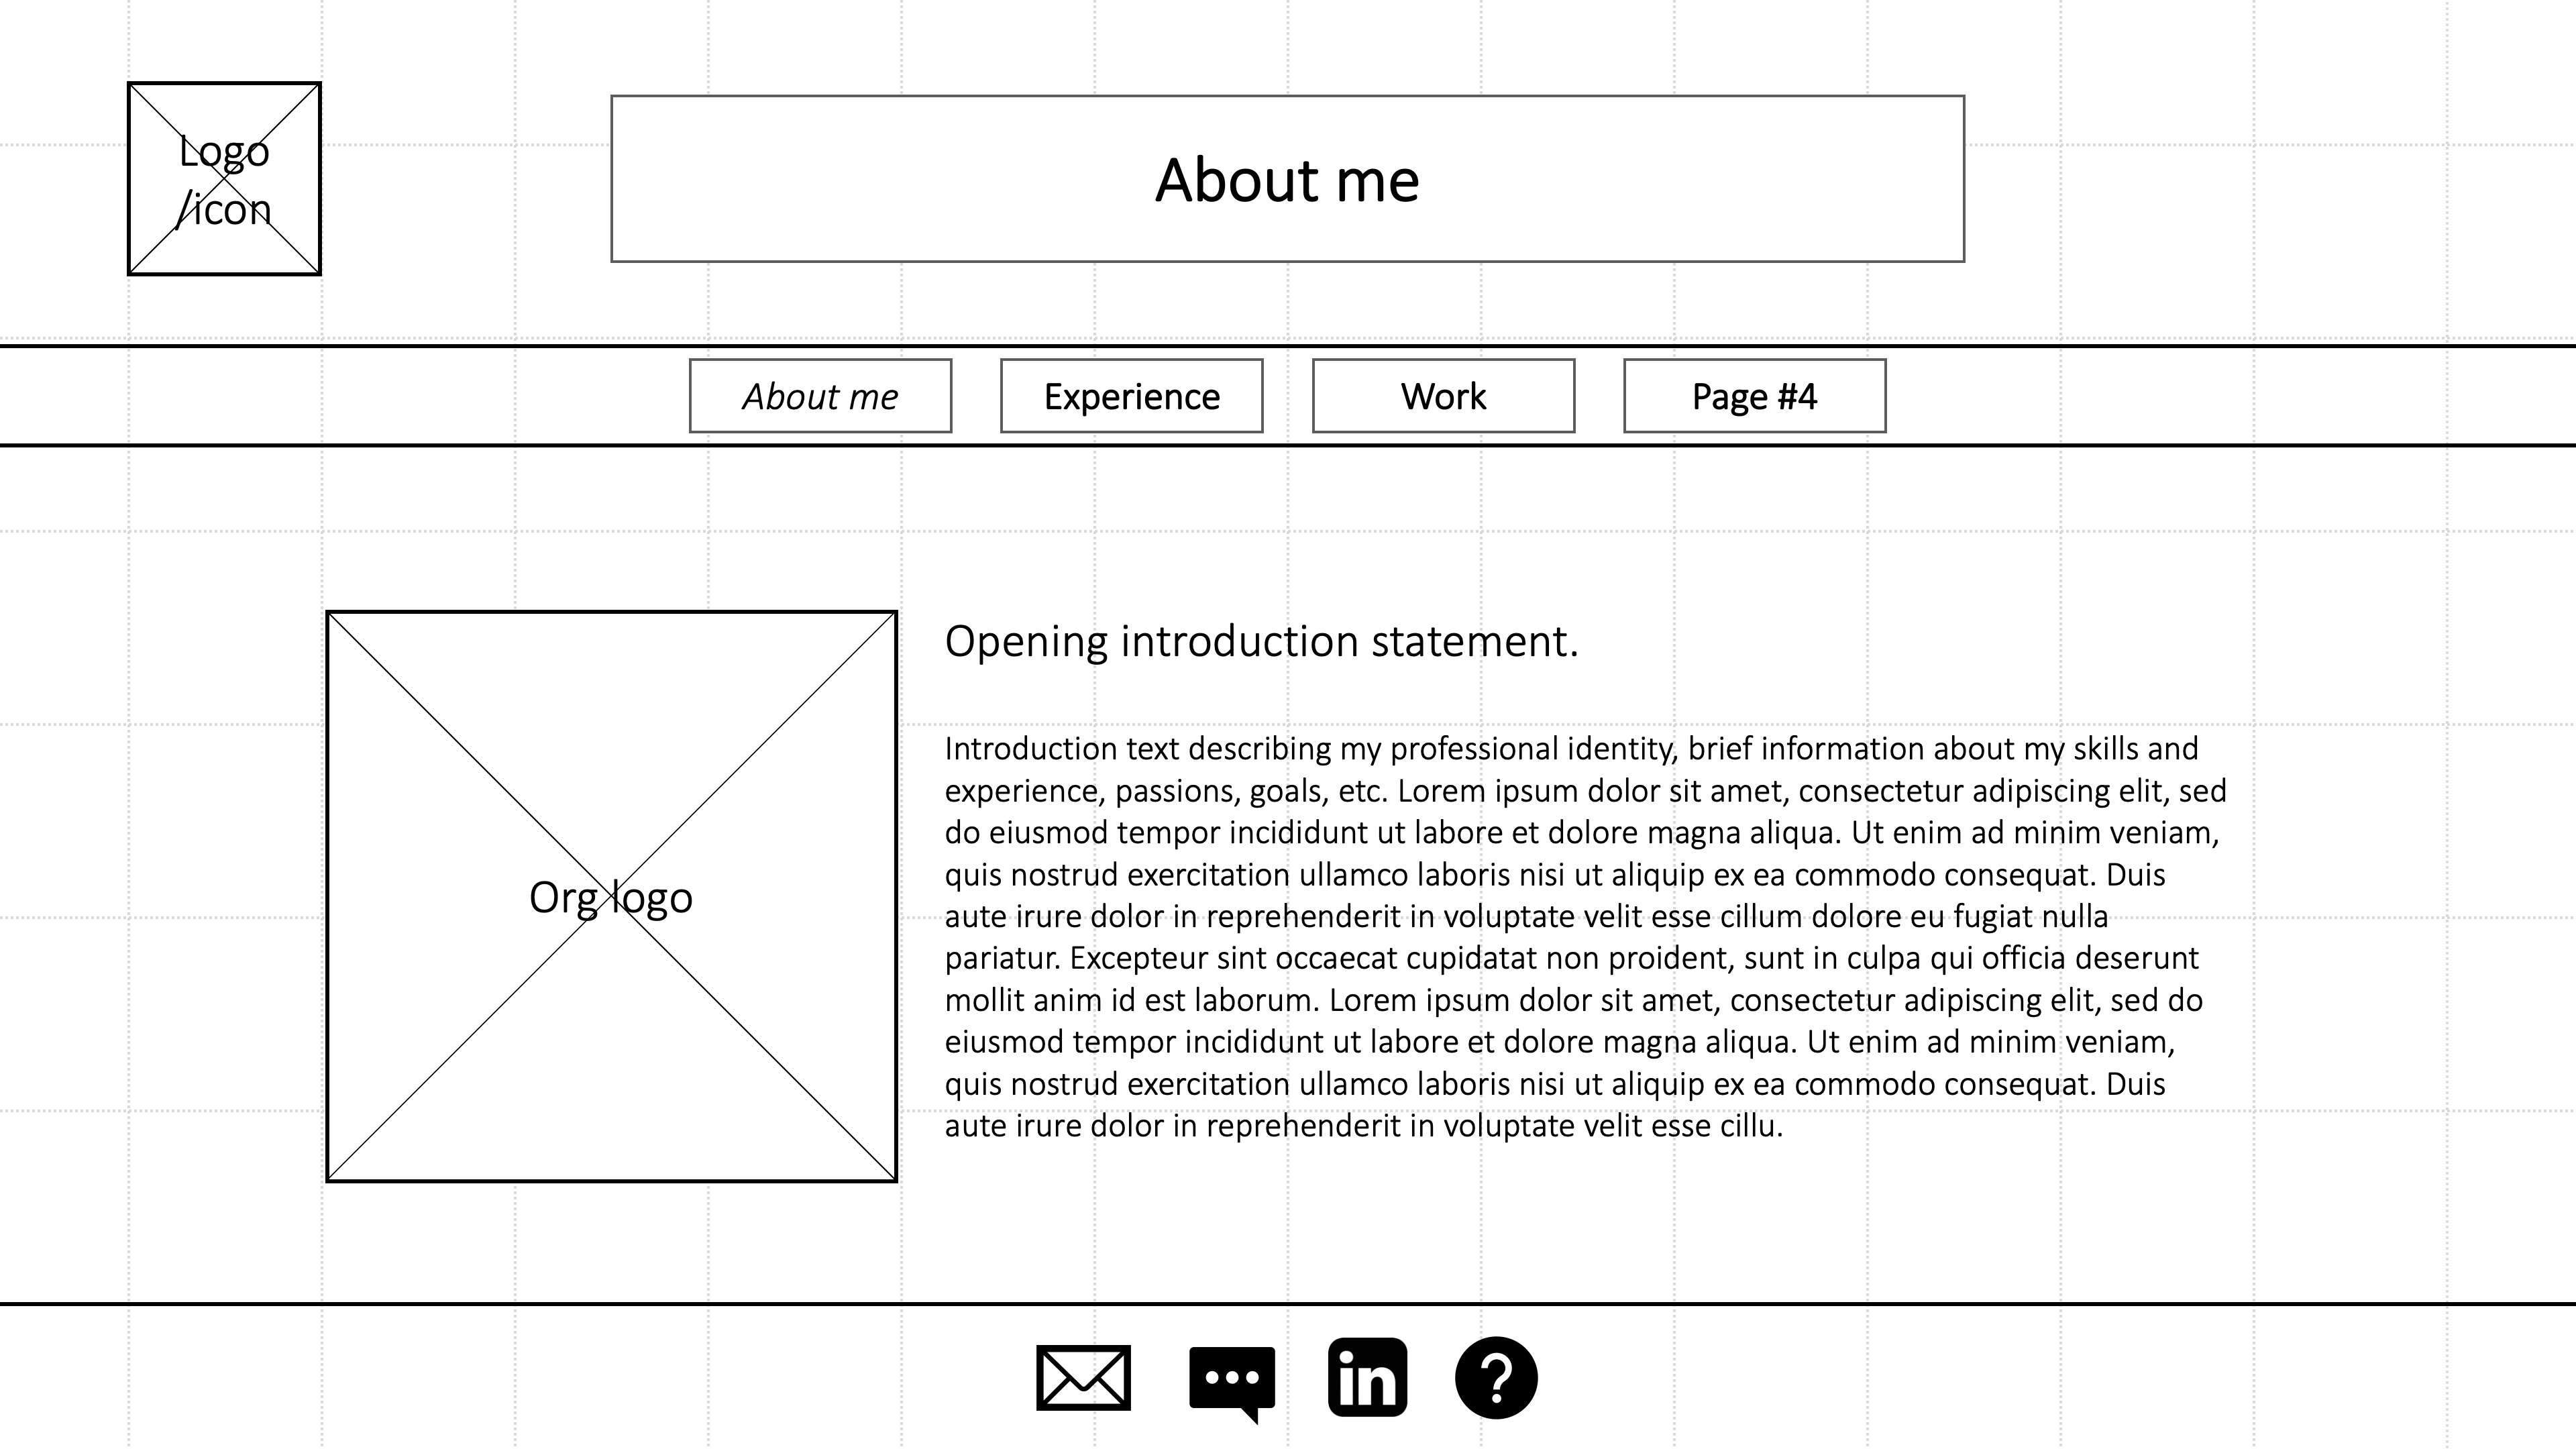 Logo
/icon
About me
About me
Experience
Work
Page #4
Opening introduction statement.
Introduction text describing my professional identity, brief information about my skills and
experience, passions, goals, etc. Lorem ipsum dolor sit amet, consectetur adipiscing elit, sed
do eiusmod tempor incididunt ut labore et dolore magna aliqua. Ut enim ad minim veniam,
quis nostrud exercitation ullamco laboris nisi ut aliquip ex ea commodo consequat. Duis
aute irure dolor in reprehenderit in voluptate velit esse cillum dolore eu fugiat nulla
pariatur. Excepteur sint occaecat cupidatat non proident, sunt in culpa qui officia deserunt
mollit anim id est laborum. Lorem ipsum dolor sit amet, consectetur adipiscing elit, sed do
eiusmod tempor incididunt ut labore et dolore magna aliqua. Ut enim ad minim veniam,
quis nostrud exercitation ullamco laboris nisi ut aliquip ex ea commodo consequat. Duis
aute irure dolor in reprehenderit in voluptate velit esse cillu.
Org logo
in
?